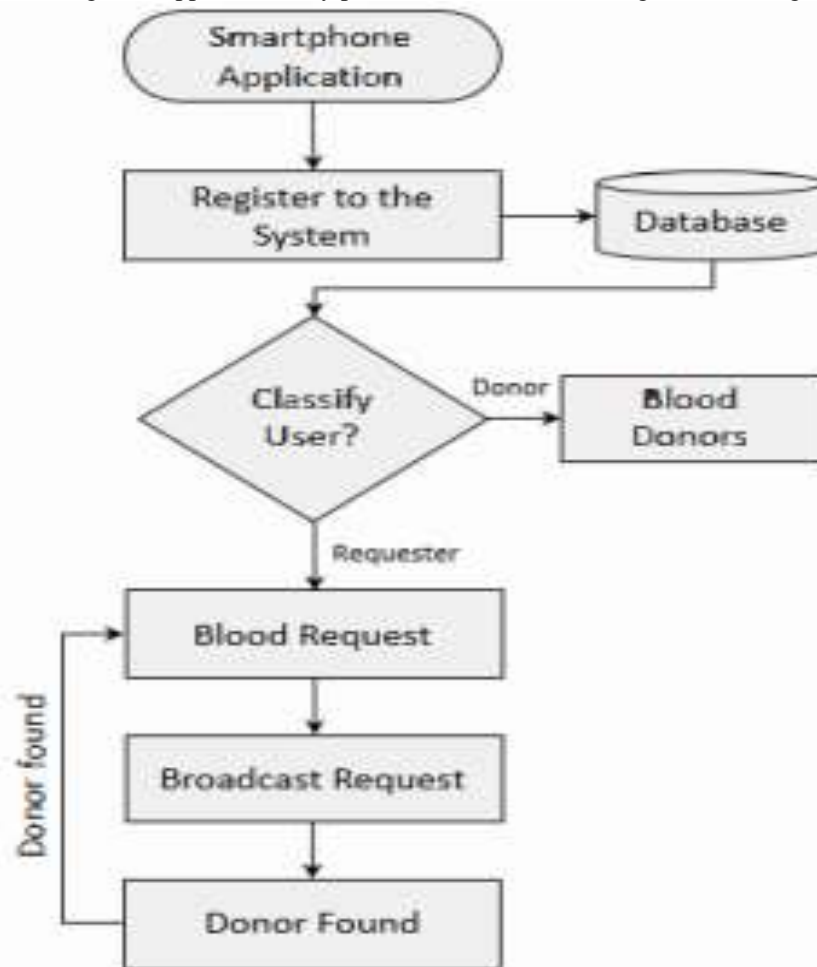 Smartphone
Application
Register to the
System
Database
Classify
User?
Donor
Blood
Donors
Requester
Blood Request
Donor found
Broadcast Request
Donor Found